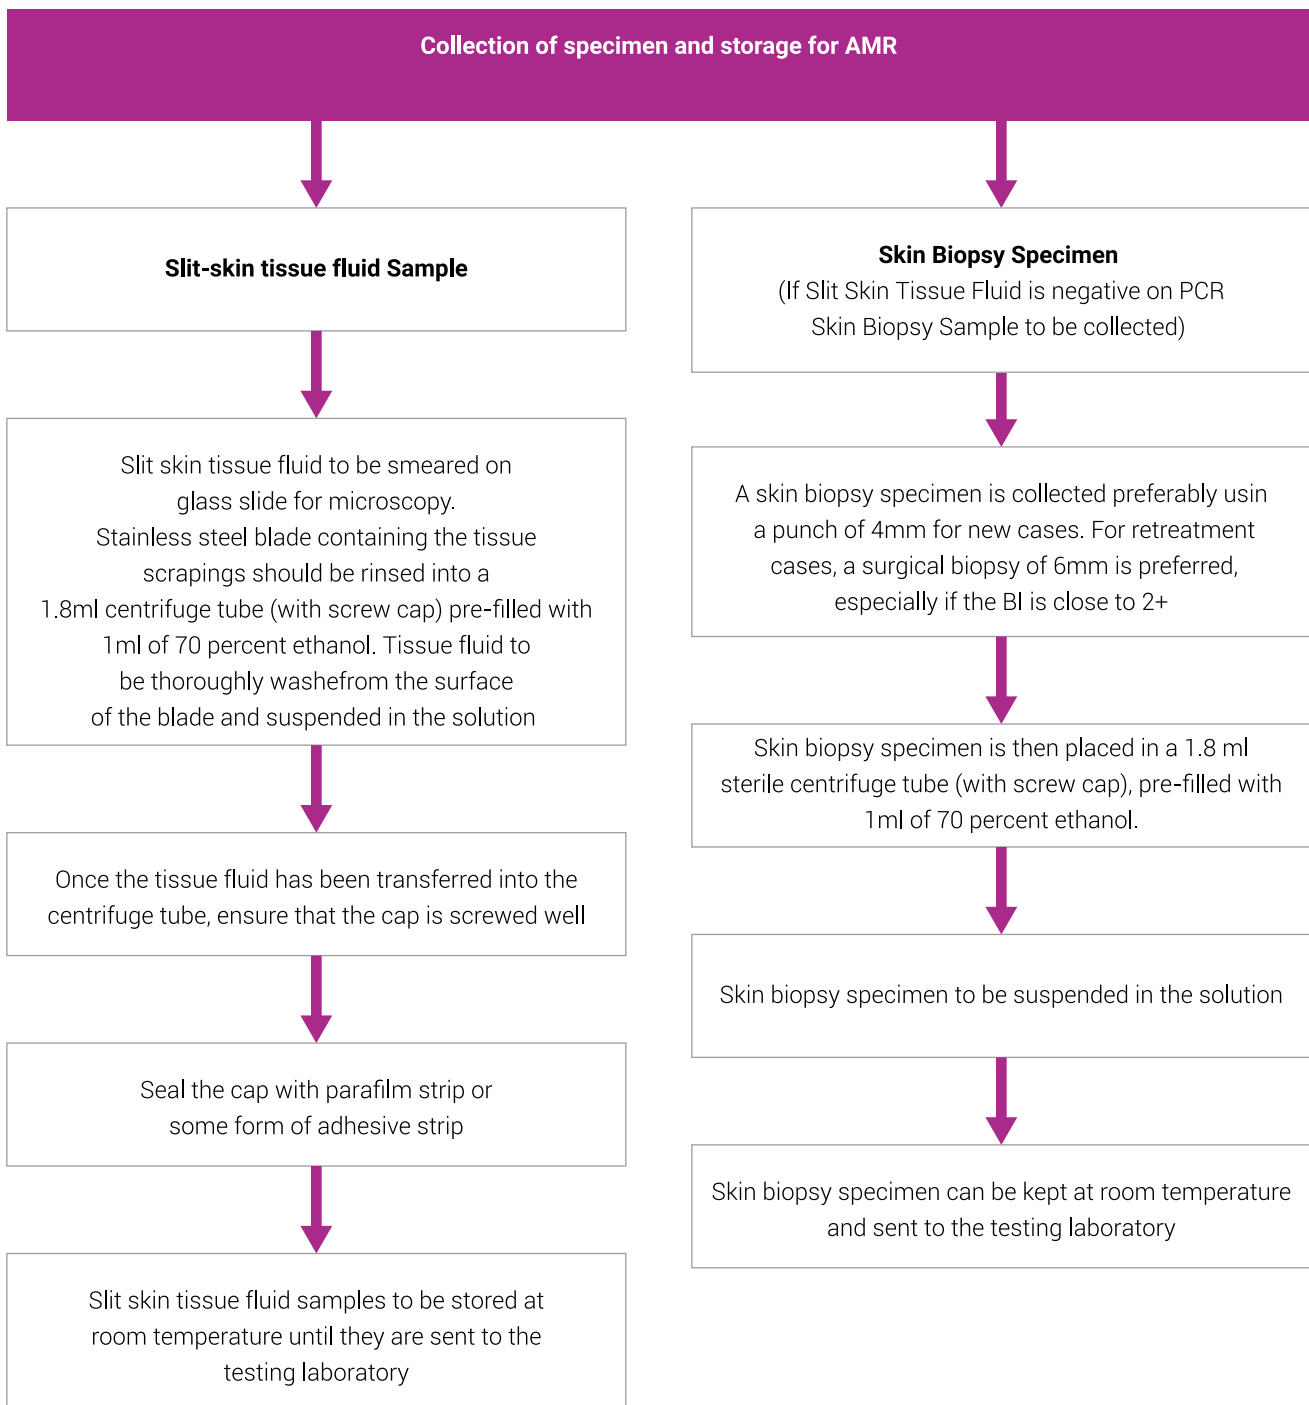 Collection of specimen and storage for AMR
Slit-skin tissue fluid Sample
Slit skin tissue fluid to be smeared on
glass slide for microscopy.
Stainless steel blade containing the tissue
scrapings should be rinsed into a
1.8ml centrifuge tube (with screw cap) pre-filled with
1ml of 70 percent ethanol. Tissue fluid to
be thoroughly washefrom the surface
of the blade and suspended in the solution
Once the tissue fluid has been transferred into the
centrifuge tube, ensure that the cap is screwed well
Seal the cap with parafilm strip or
some form of adhesive strip
Slit skin tissue fluid samples to be stored at
room temperature until they are sent to the
testing laboratory
Skin Biopsy Specimen
(If Slit Skin Tissue Fluid is negative on PCR
Skin Biopsy Sample to be collected)
A skin biopsy specimen is collected preferably usin
a punch of 4mm for new cases. For retreatment
cases, a surgical biopsy of 6mm is preferred,
especially if the BI is close to 2+
Skin biopsy specimen is then placed in a 1.8 ml
sterile centrifuge tube (with screw cap), pre-filled with
1ml of 70 percent ethanol.
Skin biopsy specimen to be suspended in the solution
Skin biopsy specimen can be kept at room temperature
and sent to the testing laboratory